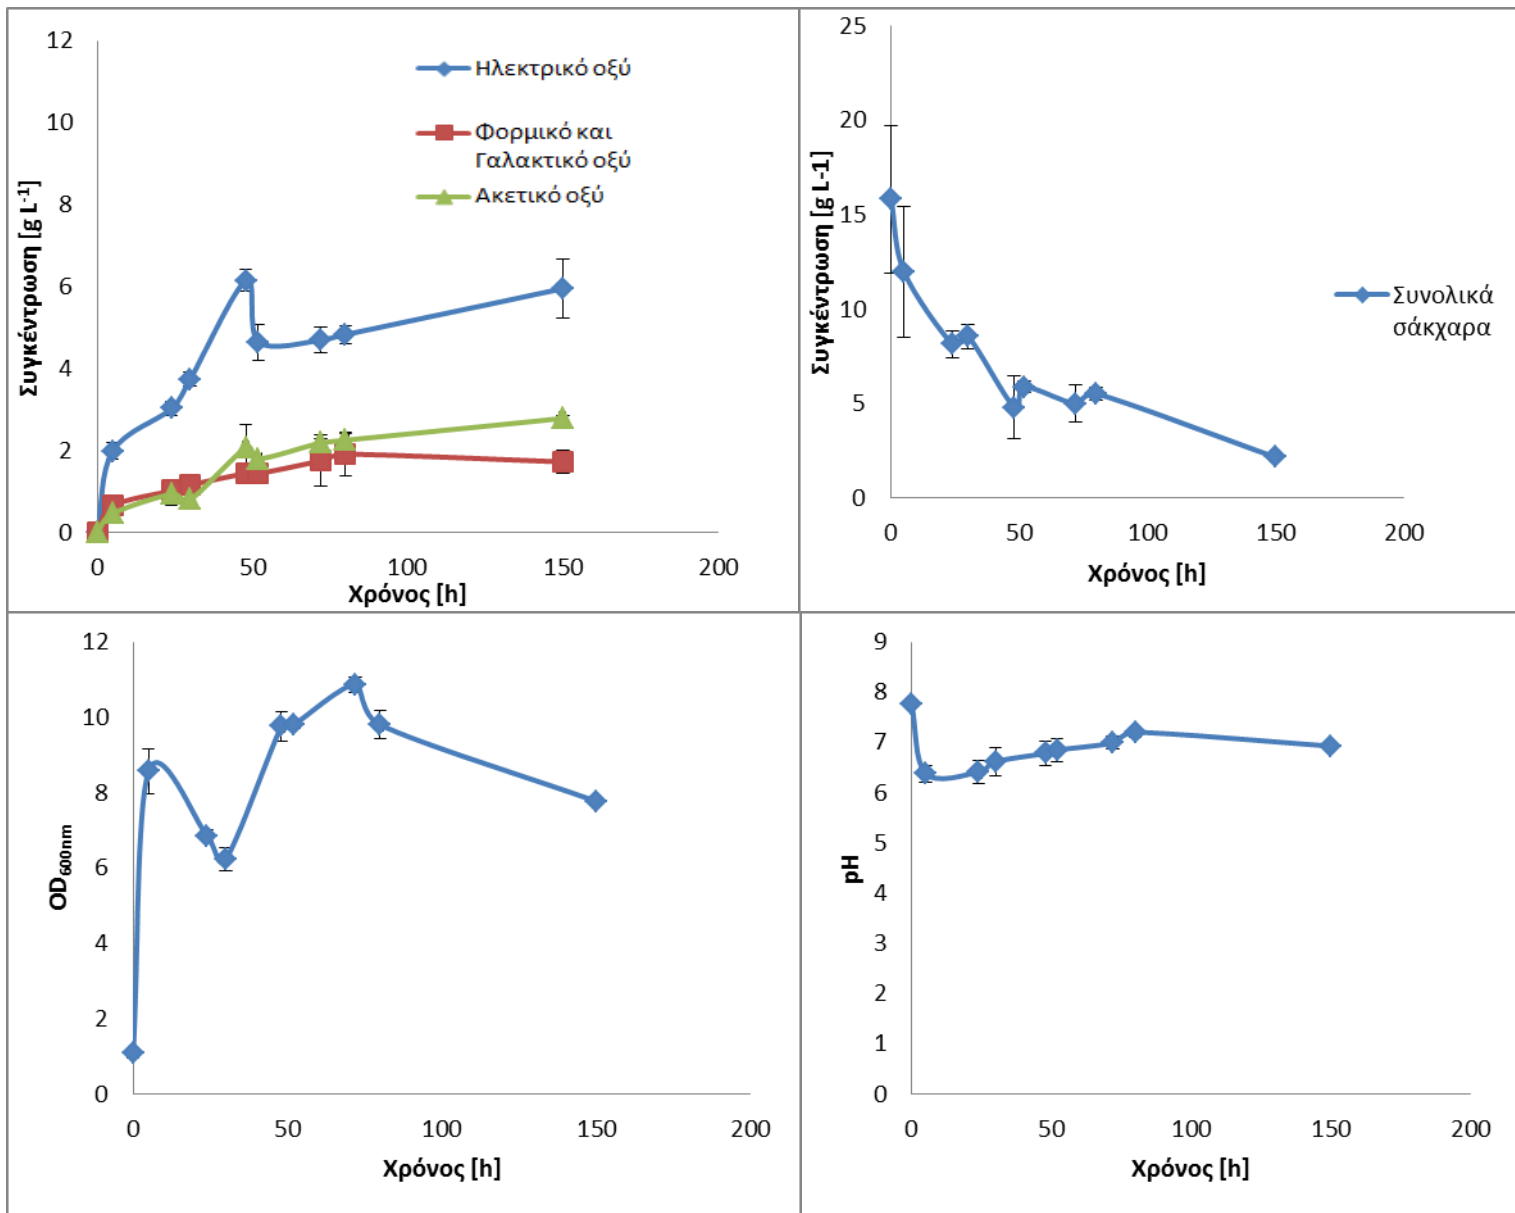 12
10
8
6
4
2
0
0 50 100 150 200
Συγκέντρωση [g L-1]
Χρόνος [h]
Ηλεκτρικό οξύ
Φορμικό και
Γαλακτικό οξύ
Ακετικό οξύ
25
20
15
10
5
0
0 50 100 150 200
Συγκέντρωση [g L-1]
Χρόνος [h]
Συνολικά
σάκχαρα
12
10
8
6
4
2
0
0 50 100 150 200
OD600nm
Χρόνος [h]
9
8
7
6
5
4
3
2
1
0
0 50 100 150 200
pH
Χρόνος [h]